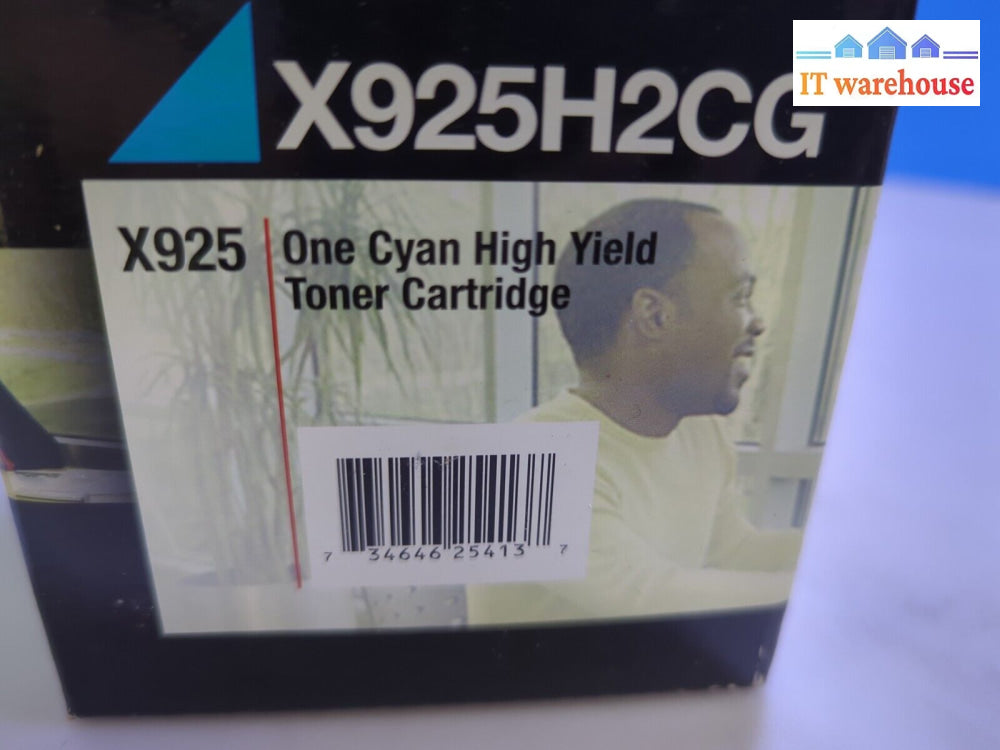 IT warehouse
X925H2CG
X925
One Cyan High Yield
Toner Cartridge
7 34646 25413 7